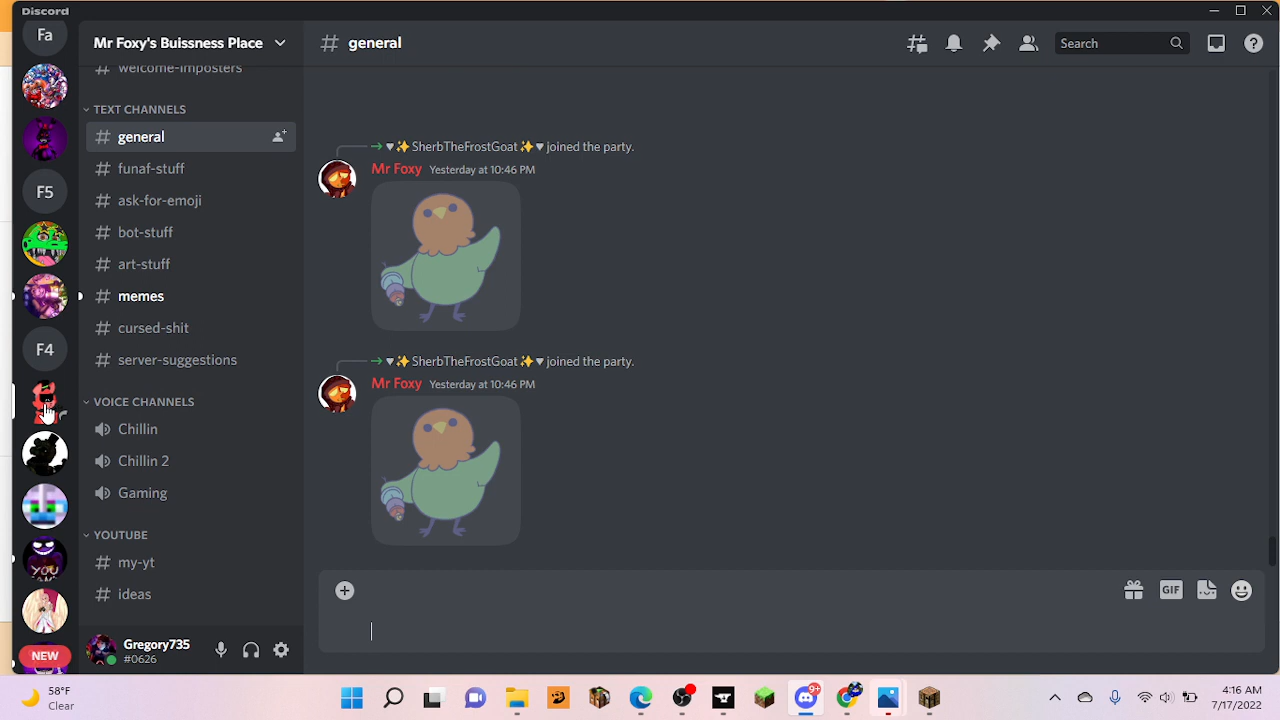 Discord
Fa
Mr Foxy's Buissness Place
# general
Search
# welcome-imposters
TEXT CHANNELS
# general
# funaf-stuff
# ask-for-emoji
# bot-stuff
# art-stuff
# memes
# cursed-shit
# server-suggestions
VOICE CHANNELS
Chillin
Chillin 2
Gaming
YOUTUBE
# my-yt
# ideas
F5
F4
YOU
NEW
♥✨SherbTheFrostGoat✨♥ joined the party.
Mr Foxy Yesterday at 10:46 PM
♥✨SherbTheFrostGoat✨♥ joined the party.
Mr Foxy Yesterday at 10:46 PM
GIF
Gregory735
#0626
58°F
Clear
9+
4:16 AM
7/17/2022